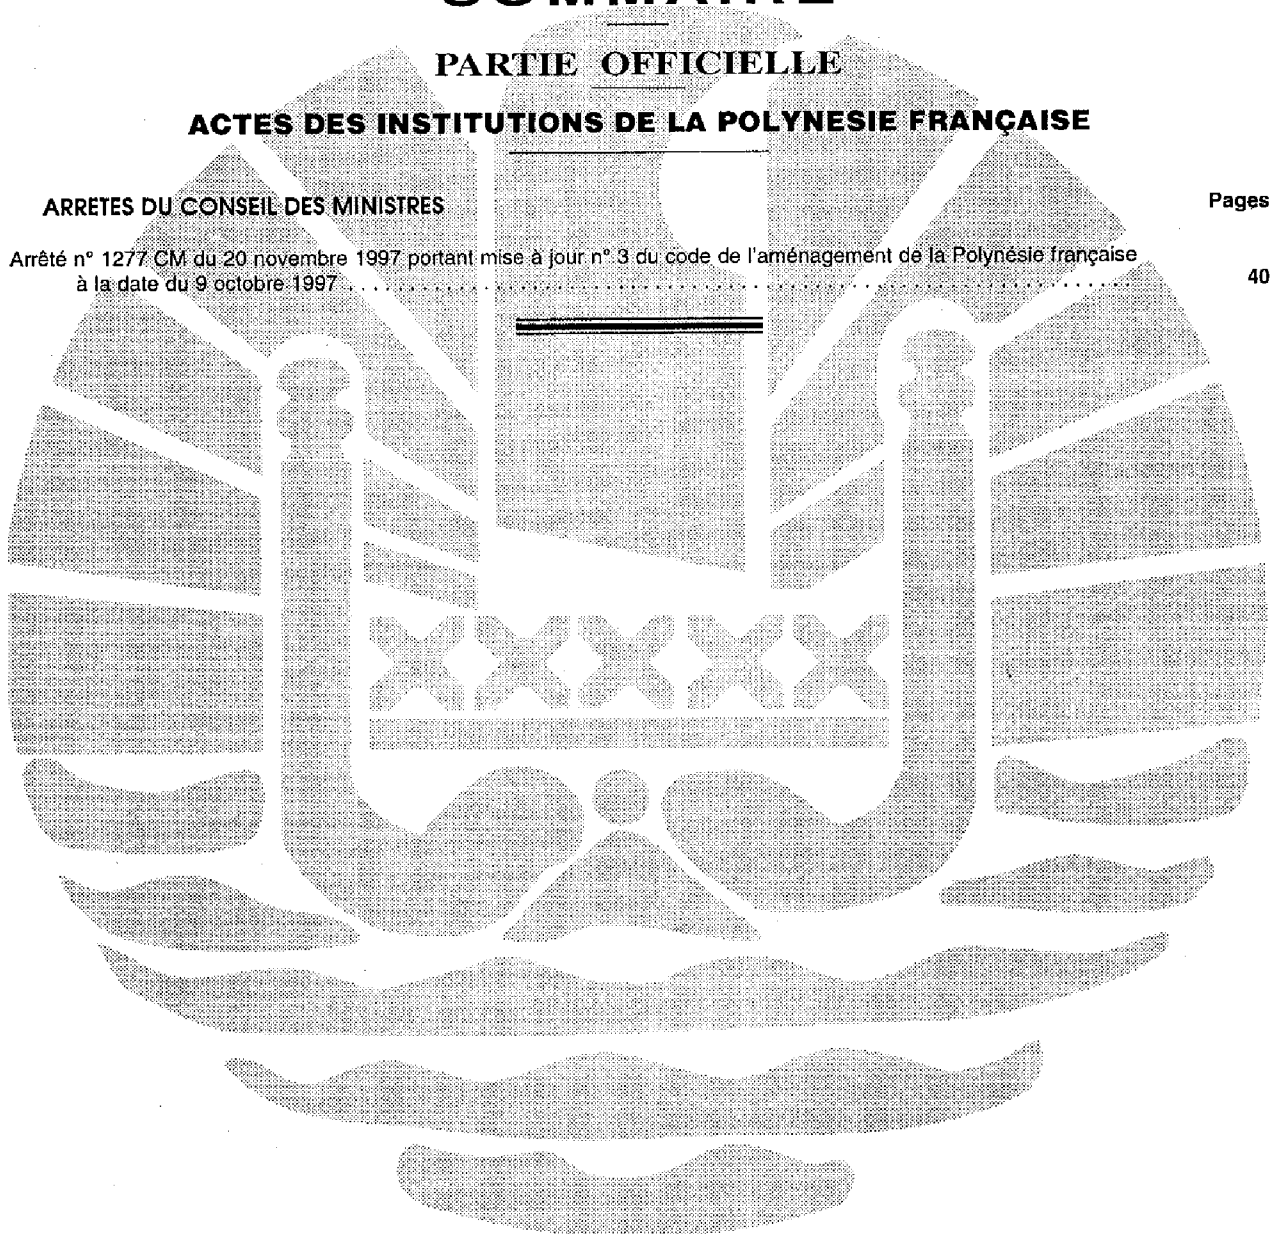 SOMMAIRE
PARTIE OFFICIELLE
ACTES DES INSTITUTIONS DE LA POLYNESIE FRANÇAISE
ARRETES DU CONSEIL DES MINISTRES Pages
Arrêté n° 1277 CM du 20 novembre 1997 portant mise à jour n° 3 du code de l'aménagement de la Polynésie française
à la date du 9 octobre 1997 . . . . . . . . . . . . . . . . . . . . . . . . . . . . . . . . . . . . . . . . . . . . . . . . . . 40